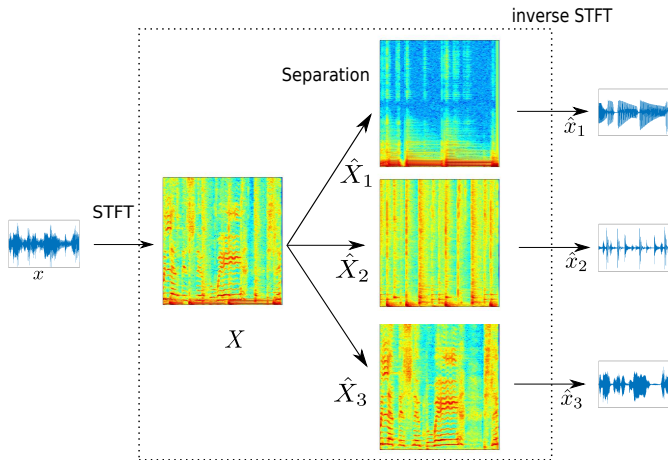 inverse STFT
Separation
x̂₁
X̂₁
STFT
x
X̂₂
x̂₂
X
X̂₃
x̂₃